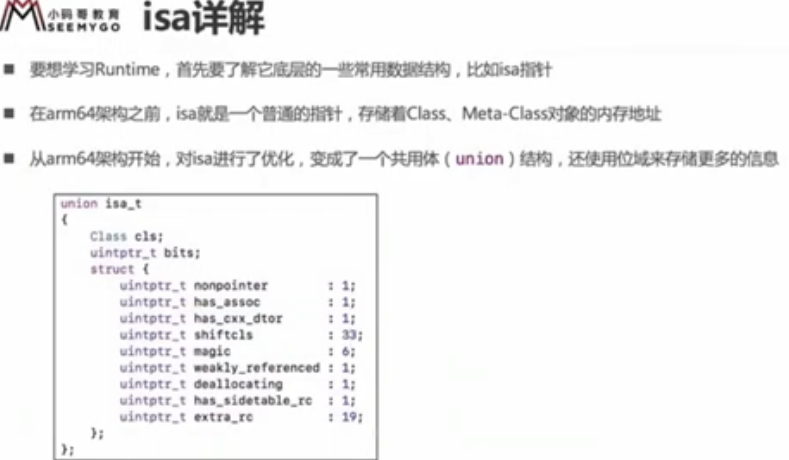 小码哥教育
SEEMYGO
isa详解
■ 要想学习Runtime，首先要了解它底层的一些常用数据结构，比如isa指针
■ 在arm64架构之前，isa就是一个普通的指针，存储着Class、Meta-Class对象的内存地址
■ 从arm64架构开始，对isa进行了优化，变成了一个共用体（union）结构，还使用位域来存储更多的信息
union isa_t
{
    Class cls;
    uintptr_t bits;
    struct {
        uintptr_t nonpointer        : 1;
        uintptr_t has_assoc         : 1;
        uintptr_t has_cxx_dtor      : 1;
        uintptr_t shiftcls          : 33;
        uintptr_t magic             : 6;
        uintptr_t weakly_referenced : 1;
        uintptr_t deallocating      : 1;
        uintptr_t has_sidetable_rc  : 1;
        uintptr_t extra_rc          : 19;
    };
};